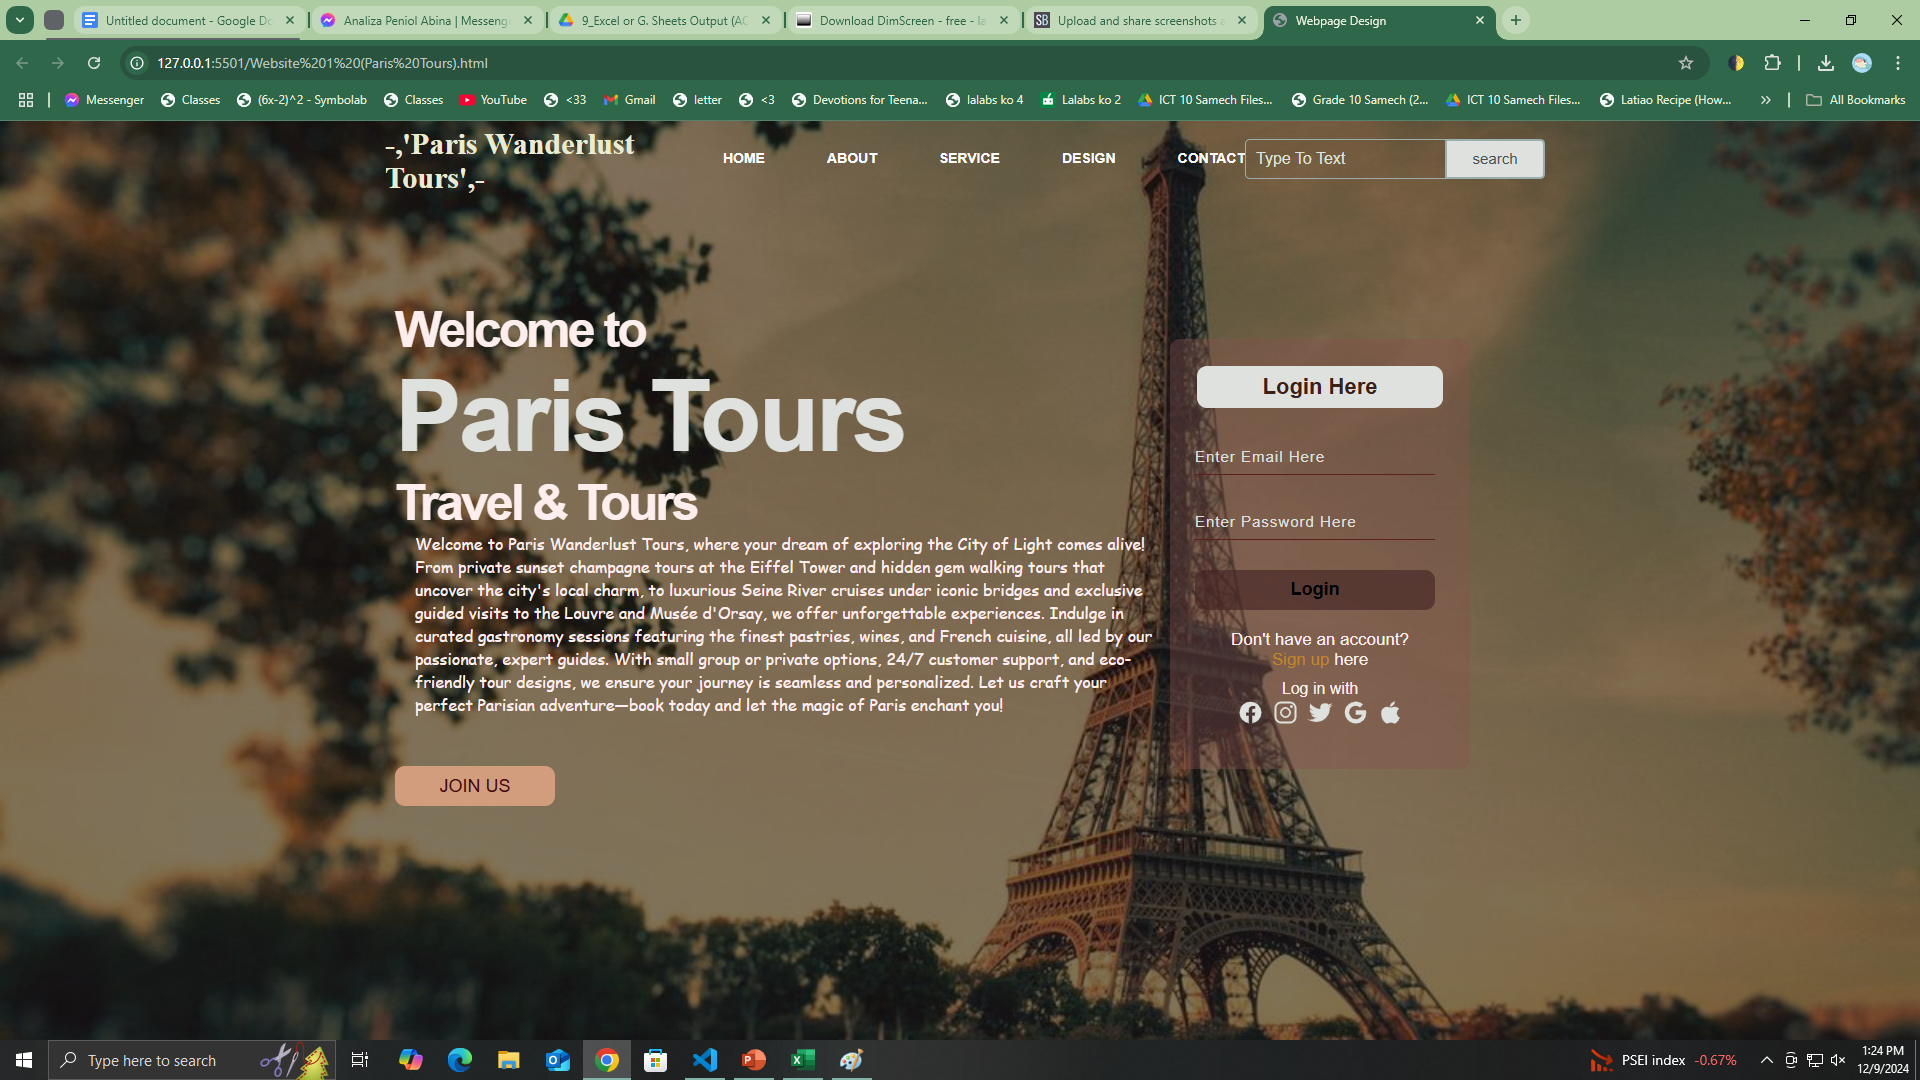 Untitled document - Google Do
Analiza Peniol Abina | Messeng
9_Excel or G. Sheets Output (AC
Download DimScreen - free - la
SB
Upload and share screenshots a
Webpage Design
127.0.0.1:5501/Website%201%20(Paris%20Tours).html
Messenger
Classes
(6x-2)^2 - Symbolab
Classes
YouTube
<33
Gmail
letter
<3
Devotions for Teena...
lalabs ko 4
Lalabs ko 2
ICT 10 Samech Files...
Grade 10 Samech (2...
ICT 10 Samech Files...
Latiao Recipe (How...
All Bookmarks
-,'Paris Wanderlust
Tours',-
HOME
ABOUT
SERVICE
DESIGN
CONTACT
Type To Text
search
Welcome to
Paris Tours
Travel & Tours
Welcome to Paris Wanderlust Tours, where your dream of exploring the City of Light comes alive!
From private sunset champagne tours at the Eiffel Tower and hidden gem walking tours that
uncover the city's local charm, to luxurious Seine River cruises under iconic bridges and exclusive
guided visits to the Louvre and Musée d'Orsay, we offer unforgettable experiences. Indulge in
curated gastronomy sessions featuring the finest pastries, wines, and French cuisine, all led by our
passionate, expert guides. With small group or private options, 24/7 customer support, and eco-
friendly tour designs, we ensure your journey is seamless and personalized. Let us craft your
perfect Parisian adventure—book today and let the magic of Paris enchant you!
JOIN US
Login Here
Enter Email Here
Enter Password Here
Login
Don't have an account?
Sign up here
Log in with
Type here to search
PSEI index -0.67%
1:24 PM
12/9/2024